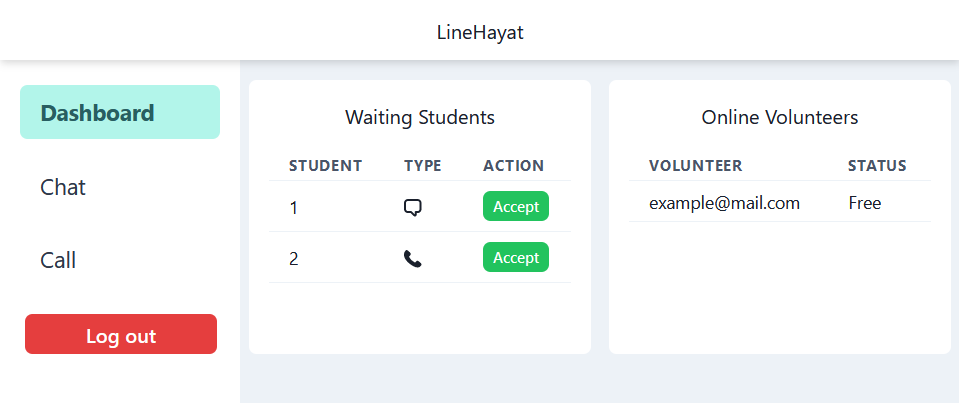 LineHayat
Dashboard
Chat
Call
Log out
Waiting Students
STUDENT TYPE ACTION
1 Accept
2 Accept
Online Volunteers
VOLUNTEER STATUS
example@mail.com Free